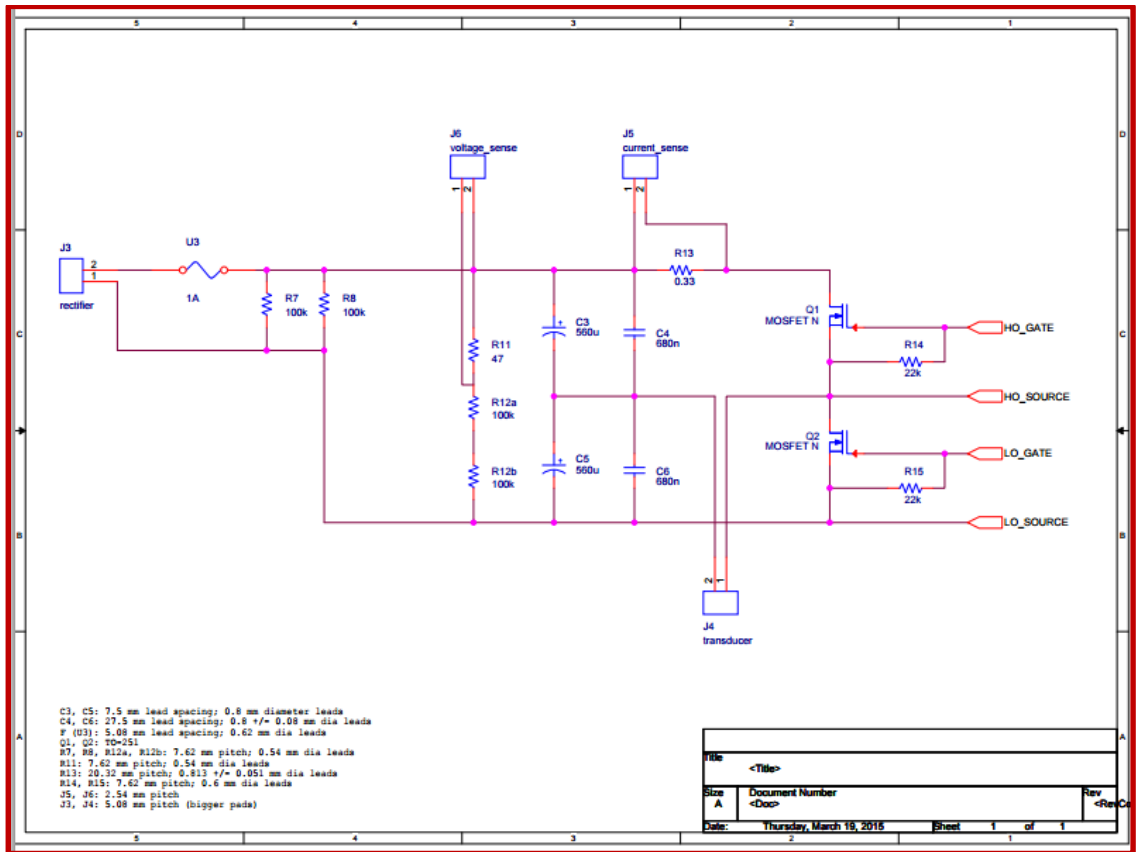 5 4 3 2 1
D D
J6
voltage_sense
J5
current_sense
1 2
1 2
J3
2
1
rectifier
U3
1A
R7
100k
R8
100k
R13
0.33
C C
Q1
MOSFET N
HO_GATE
R14
22k
C3
560u
+
C4
680n
R11
47
R12a
100k
HO_SOURCE
Q2
MOSFET N
LO_GATE
R15
22k
C5
560u
+
C6
680n
R12b
100k
LO_SOURCE
B B
2 1
J4
transducer
C3, C5: 7.5 mm lead spacing; 0.8 mm diameter leads
C4, C6: 27.5 mm lead spacing; 0.8 +/- 0.08 mm dia leads
F (U3): 5.08 mm lead spacing; 0.62 mm dia leads
Q1, Q2: TO-251
R7, R8, R12a, R12b: 7.62 mm pitch; 0.54 mm dia leads
R11: 7.62 mm pitch; 0.54 mm dia leads
R13: 20.32 mm pitch; 0.813 +/- 0.051 mm dia leads
R14, R15: 7.62 mm pitch; 0.6 mm dia leads
J5, J6: 2.54 mm pitch
J3, J4: 5.08 mm pitch (bigger pads)
A A
Title
<Title>
Size Document Number Rev
A <Doc> <RevCo
Date: Thursday, March 19, 2015 Sheet 1 of 1
5 4 3 2 1